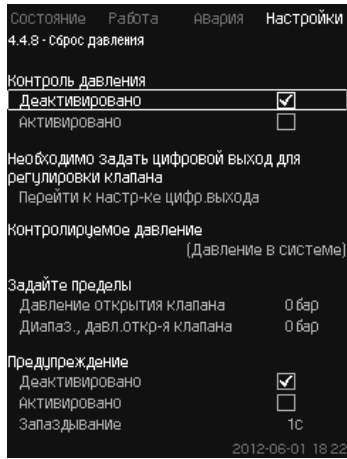 Состояние Работа Авария Настройки
4.4.8 - Сброс давления
Контроль давления
Деактивировано
Активировано
Необходимо задать цифровой выход для
регулировки клапана
Перейти к настр-ке цифр.выхода
Контролируемое давление
(Давление в системе)
Задайте пределы
Давление открытия клапана 0 бар
Диапаз., давл.откр-я клапана 0 бар
Предупреждение
Деактивировано
Активировано
Запаздывание 1с
2012-06-01 18:22